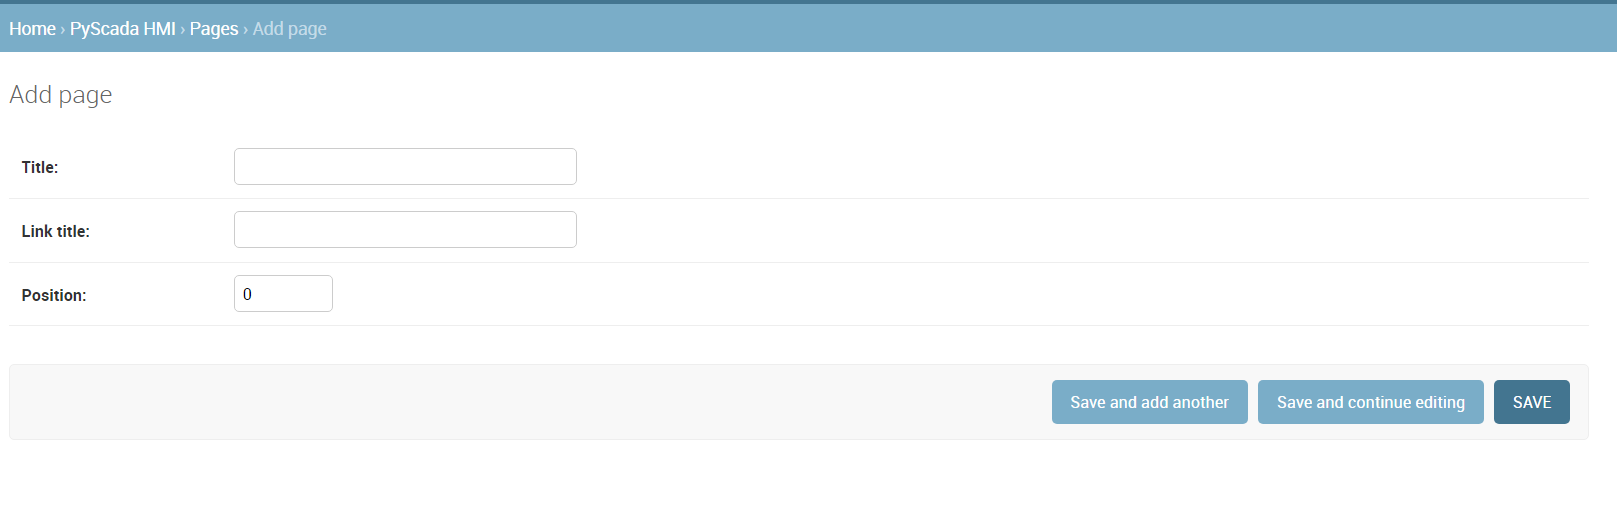 Home › PyScada HMI › Pages › Add page
Add page
Title:
Link title:
Position: 0
Save and add another Save and continue editing SAVE